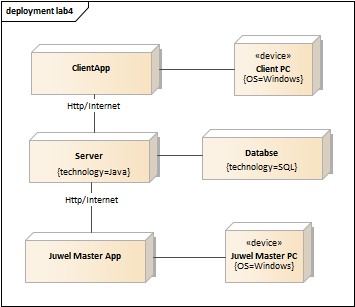 deployment lab4
ClientApp
«device»
Client PC
{OS=Windows}
Http/Internet
Server
{technology=Java}
Databse
{technology=SQL}
Http/Internet
Juwel Master App
«device»
Juwel Master PC
{OS=Windows}